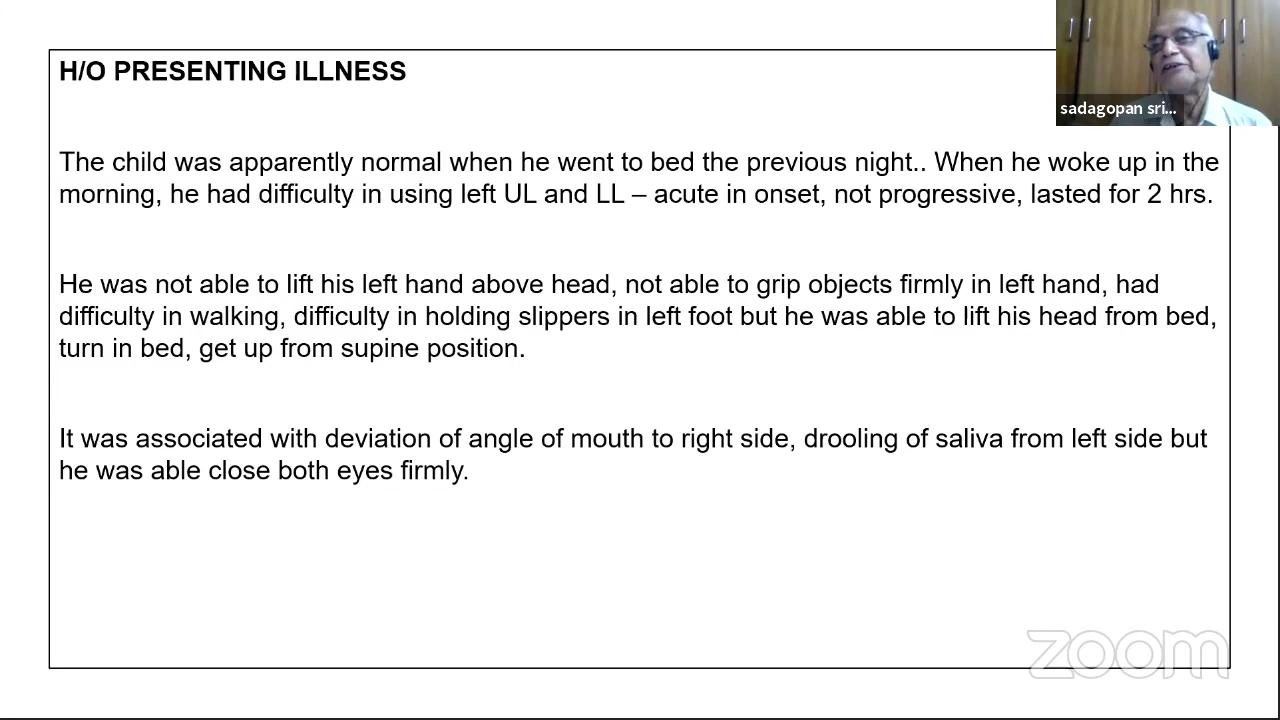 H/O PRESENTING ILLNESS
sadagopan sri...
The child was apparently normal when he went to bed the previous night.. When he woke up in the
morning, he had difficulty in using left UL and LL – acute in onset, not progressive, lasted for 2 hrs.
He was not able to lift his left hand above head, not able to grip objects firmly in left hand, had
difficulty in walking, difficulty in holding slippers in left foot but he was able to lift his head from bed,
turn in bed, get up from supine position.
It was associated with deviation of angle of mouth to right side, drooling of saliva from left side but
he was able close both eyes firmly.
zoom